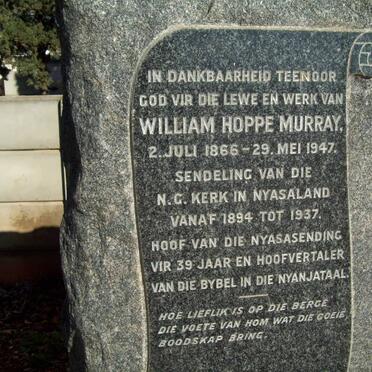 IN DANKBAARHEID TEENOOR
GOD VIR DIE LEWE EN WERK VAN
WILLIAM HOPPE MURRAY,
2. JULI 1866 – 29. MEI 1947.
SENDELING VAN DIE
N.G. KERK IN NYASALAND
VANAF 1894 TOT 1937.
HOOF VAN DIE NYASASENDING
VIR 39 JAAR EN HOOFVERTALER
VAN DIE BYBEL IN DIE NYANJATAAL.
HOE LIEFLIK IS OP DIE BERGE
DIE VOETE VAN HOM WAT DIE GOEIE
BOODSKAP BRING.